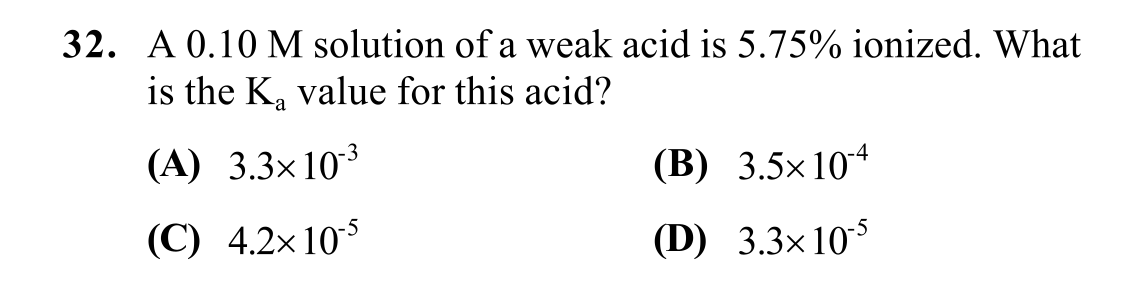 32. A 0.10 M solution of a weak acid is 5.75% ionized. What
is the Kₐ value for this acid?
(A) 3.3×10⁻³ (B) 3.5×10⁻⁴
(C) 4.2×10⁻⁵ (D) 3.3×10⁻⁵